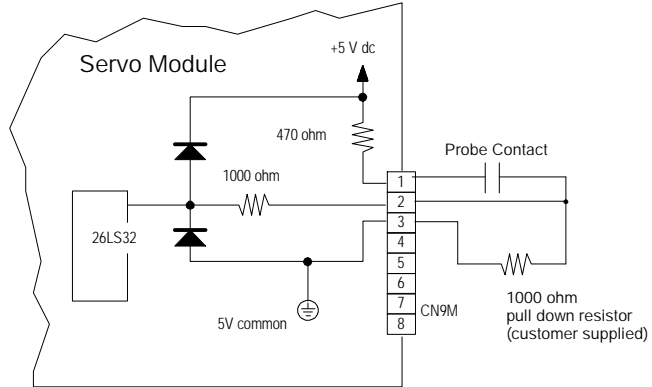 +5 V dc
Servo Module
470 ohm
Probe Contact
1000 ohm
1
2
3
4
5
6
7
8
26LS32
CN9M
5V common
1000 ohm
pull down resistor
(customer supplied)